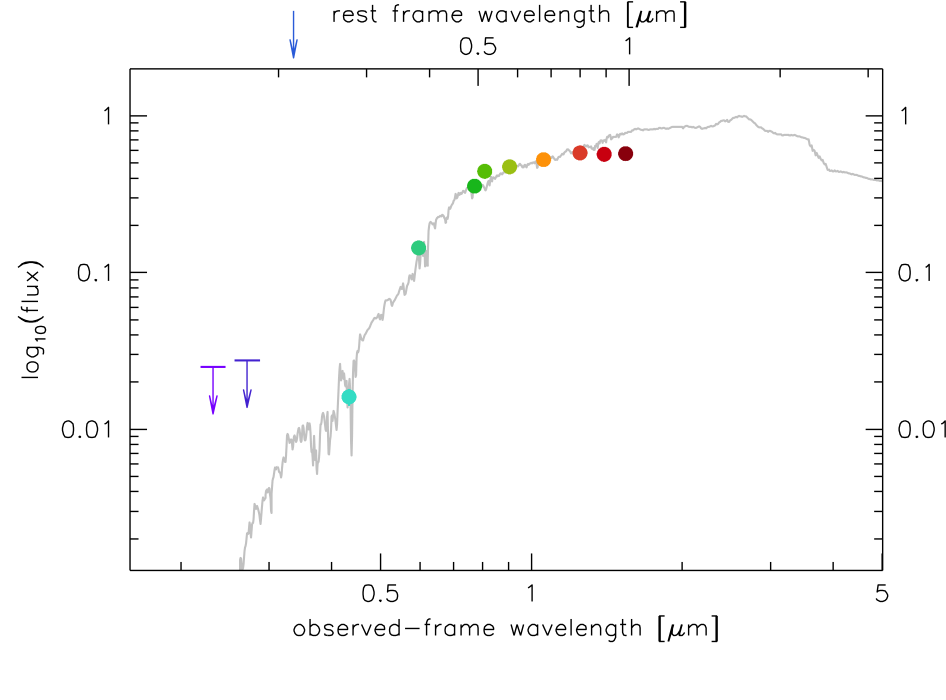 rest frame wavelength [μm]
0.5 1
1 1
0.1 0.1
0.01 0.01
log10(flux)
0.5 1 5
observed-frame wavelength [μm]